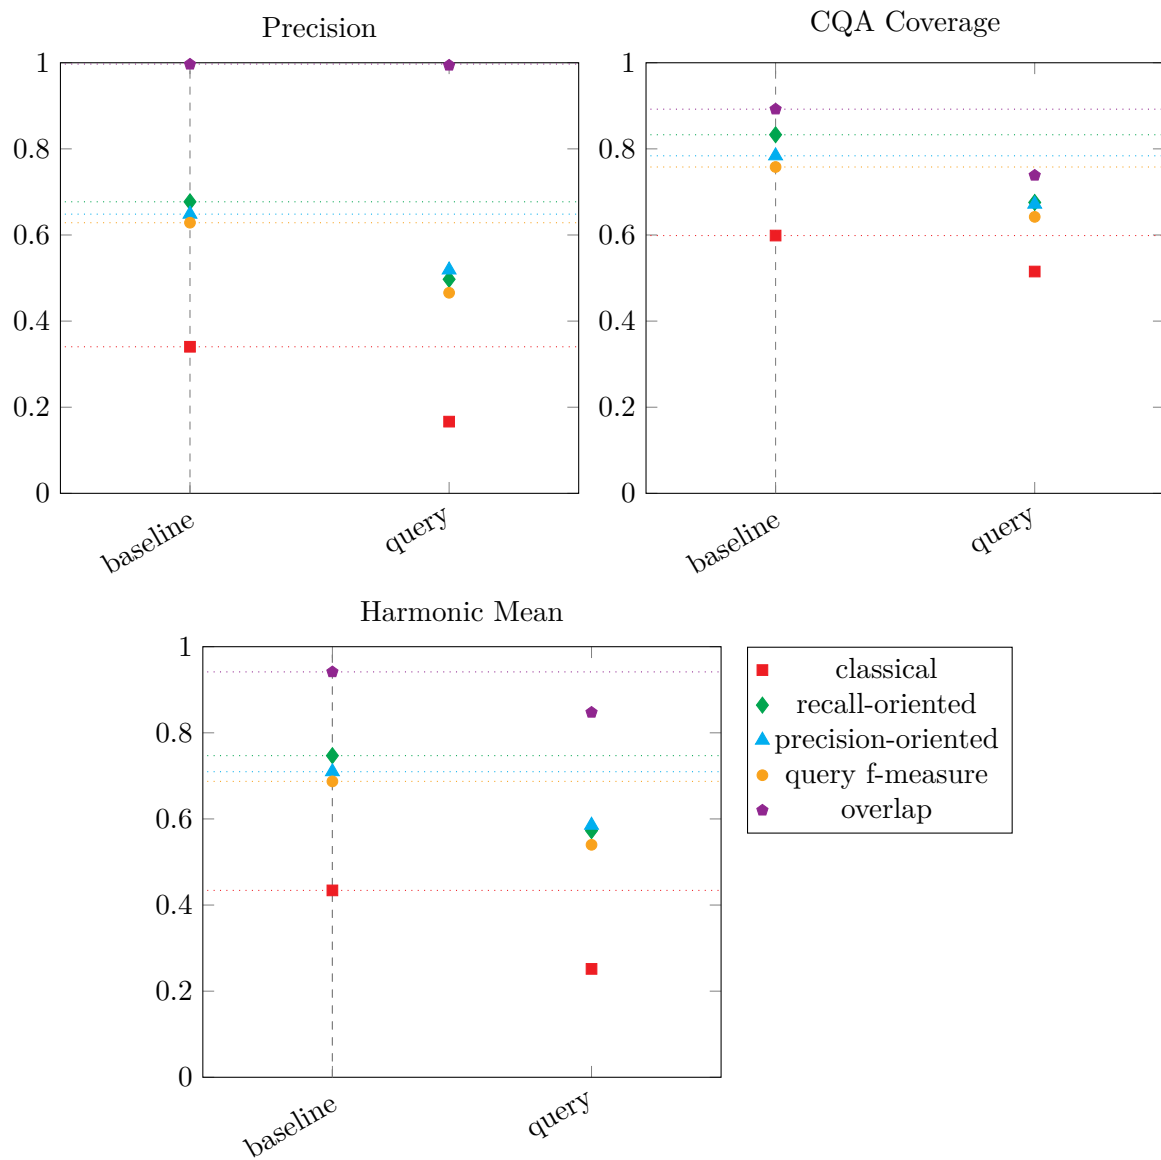 Precision
1
0.8
0.6
0.4
0.2
0
baseline
query
CQA Coverage
1
0.8
0.6
0.4
0.2
0
baseline
query
Harmonic Mean
1
0.8
0.6
0.4
0.2
0
baseline
query
classical
recall-oriented
precision-oriented
query f-measure
overlap